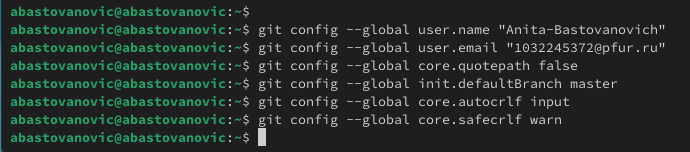 abastovanovic@abastovanovic:~$
abastovanovic@abastovanovic:~$ git config --global user.name "Anita-Bastovanovich"
abastovanovic@abastovanovic:~$ git config --global user.email "1032245372@pfur.ru"
abastovanovic@abastovanovic:~$ git config --global core.quotepath false
abastovanovic@abastovanovic:~$ git config --global init.defaultBranch master
abastovanovic@abastovanovic:~$ git config --global core.autocrlf input
abastovanovic@abastovanovic:~$ git config --global core.safecrlf warn
abastovanovic@abastovanovic:~$